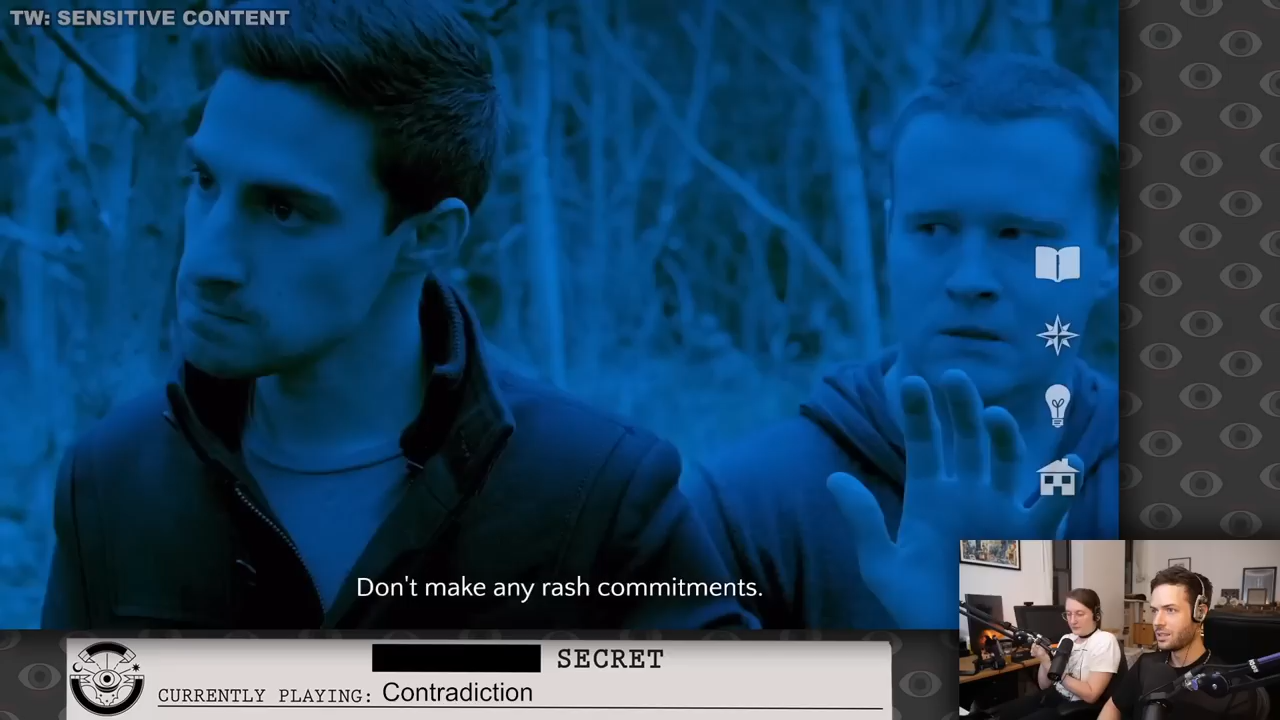 TW: SENSITIVE CONTENT
Don't make any rash commitments.
SECRET
CURRENTLY PLAYING: Contradiction